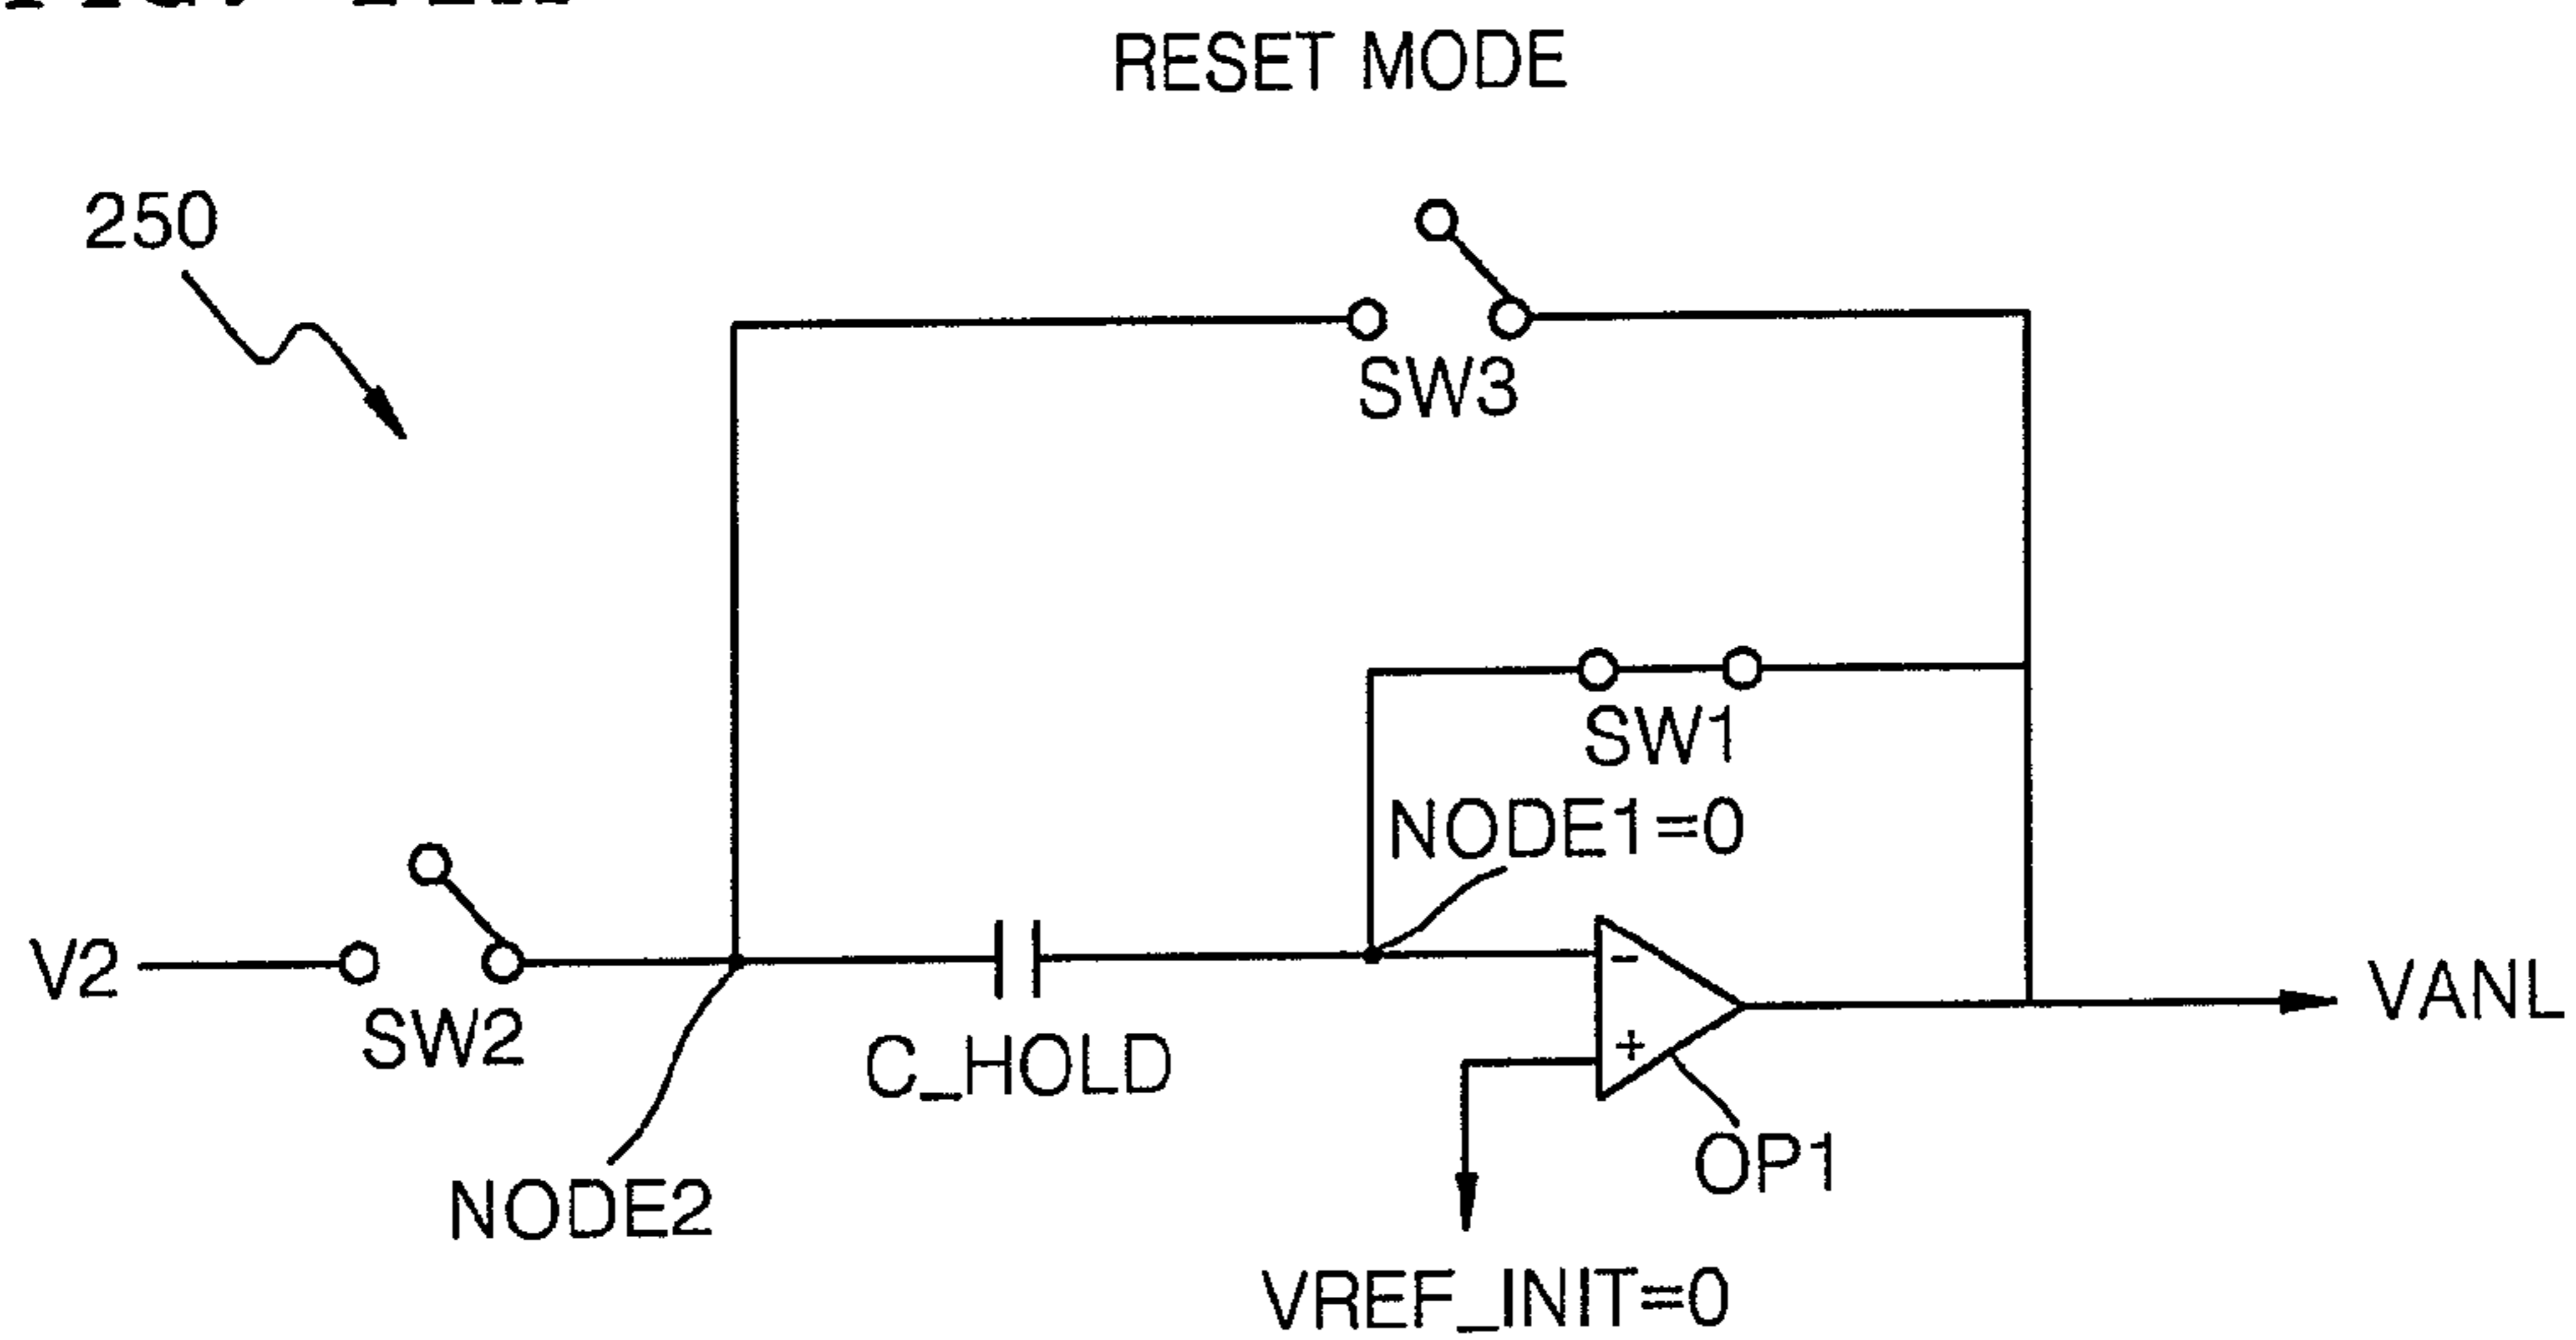 RESET MODE
250
SW3
SW1
NODE1=0
V2
SW2
C_HOLD
-
+
VANL
OP1
NODE2
VREF_INIT=0